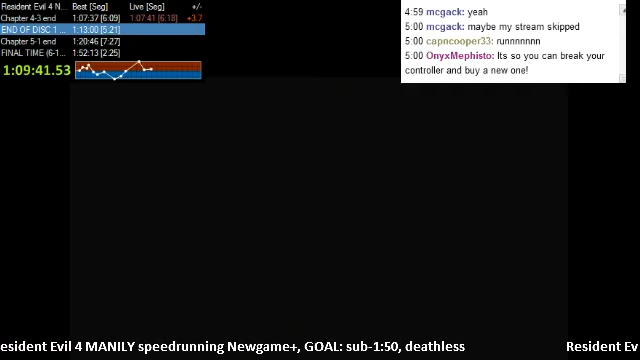 Resident Evil 4 N... Best [Seg] Live [Seg] +/-
Chapter 4-3 end 1:07:37 [6:09] 1:07:41 [6:18] +3.7
END OF DISC 1 ... 1:13:00 [5:21]
Chapter 5-1 end 1:20:46 [7:27]
FINAL TIME (6-1... 1:52:13 [2:25]
1:09:41.53
4:59 mcgack: yeah
5:00 mcgack: maybe my stream skipped
5:00 capncooper33: runnnnnnn
5:00 OnyxMephisto: Its so you can break your
controller and buy a new one!
esident Evil 4 MANILY speedrunning Newgame+, GOAL: sub-1:50, deathless Resident Ev